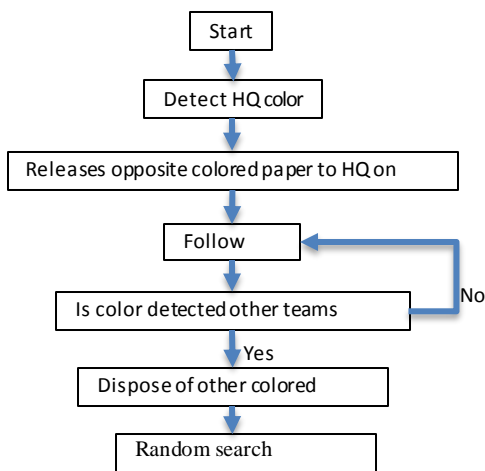 Start
Detect HQ color
Releases opposite colored paper to HQ on
Follow
Is color detected other teams
No
Yes
Dispose of other colored
Random search